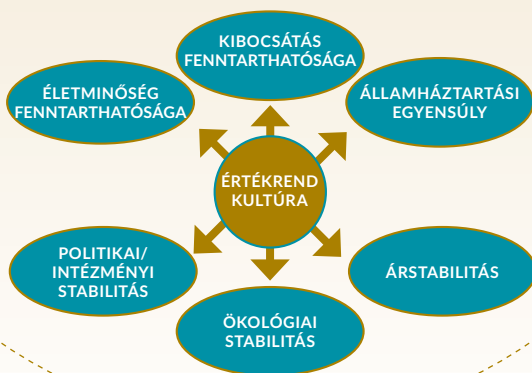 KIBOCSÁTÁS
FENNTARTHATÓSÁGA
ÉLETMINŐSÉG
FENNTARTHATÓSÁGA
ÁLLAMHÁZTARTÁSI
EGYENSÚLY
ÉRTÉKREND
KULTÚRA
POLITIKAI/
INTÉZMÉNYI
STABILITÁS
ÁRSTABILITÁS
ÖKOLÓGIAI
STABILITÁS